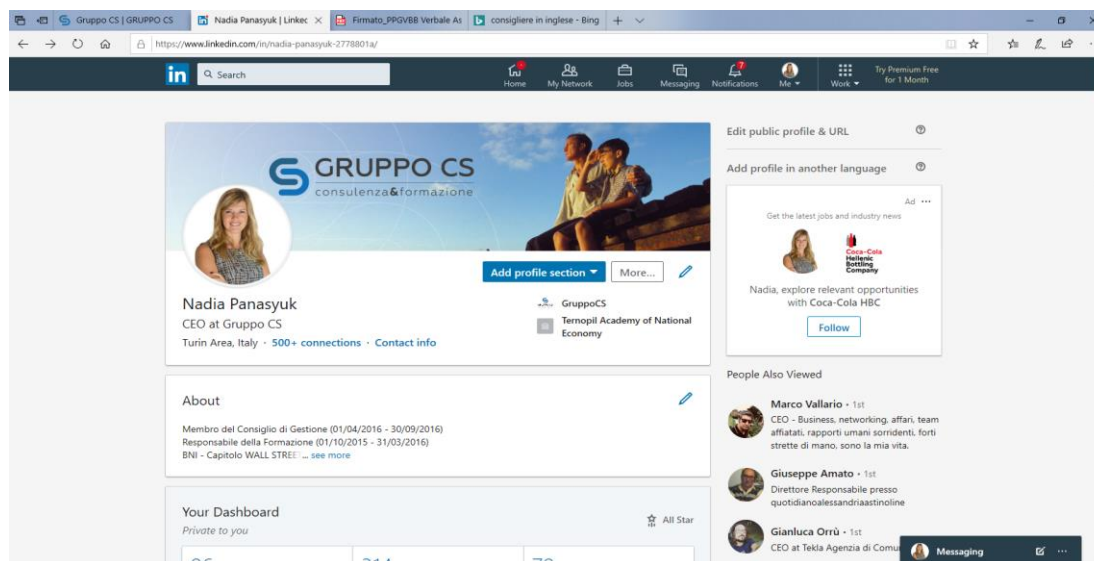 Gruppo CS | GRUPPO CS
Nadia Panasyuk | Linkec
Firmato_PPGVBB Verbale As
consigliere in inglese - Bing
https://www.linkedin.com/in/nadia-panasyuk-2778801a/
in
Search
Home
My Network
Jobs
Messaging
7
Notifications
Me
Work
Try Premium Free
for 1 Month
GRUPPO CS
consulenza&formazione
Add profile section
More...
Nadia Panasyuk
CEO at Gruppo CS
Turin Area, Italy · 500+ connections · Contact info
GruppoCS
Ternopil Academy of National
Economy
About
Membro del Consiglio di Gestione (01/04/2016 - 30/09/2016)
Responsabile della Formazione (01/10/2015 - 31/03/2016)
BNI - Capitolo WALL STREE ... see more
Your Dashboard
Private to you
All Star
Edit public profile & URL
Add profile in another language
Ad
Get the latest jobs and industry news
Coca-Cola
Hellenic
Bottling
Company
Nadia, explore relevant opportunities
with Coca-Cola HBC
Follow
People Also Viewed
Marco Vallario · 1st
CEO - Business, networking, affari, team
affiatati, rapporti umani sorridenti, forti
strette di mano, sono la mia vita.
Giuseppe Amato · 1st
Direttore Responsabile presso
quotidianoalessandriaastinoline
Gianluca Orrù · 1st
CEO at Tekla Agenzia di Comu
Messaging